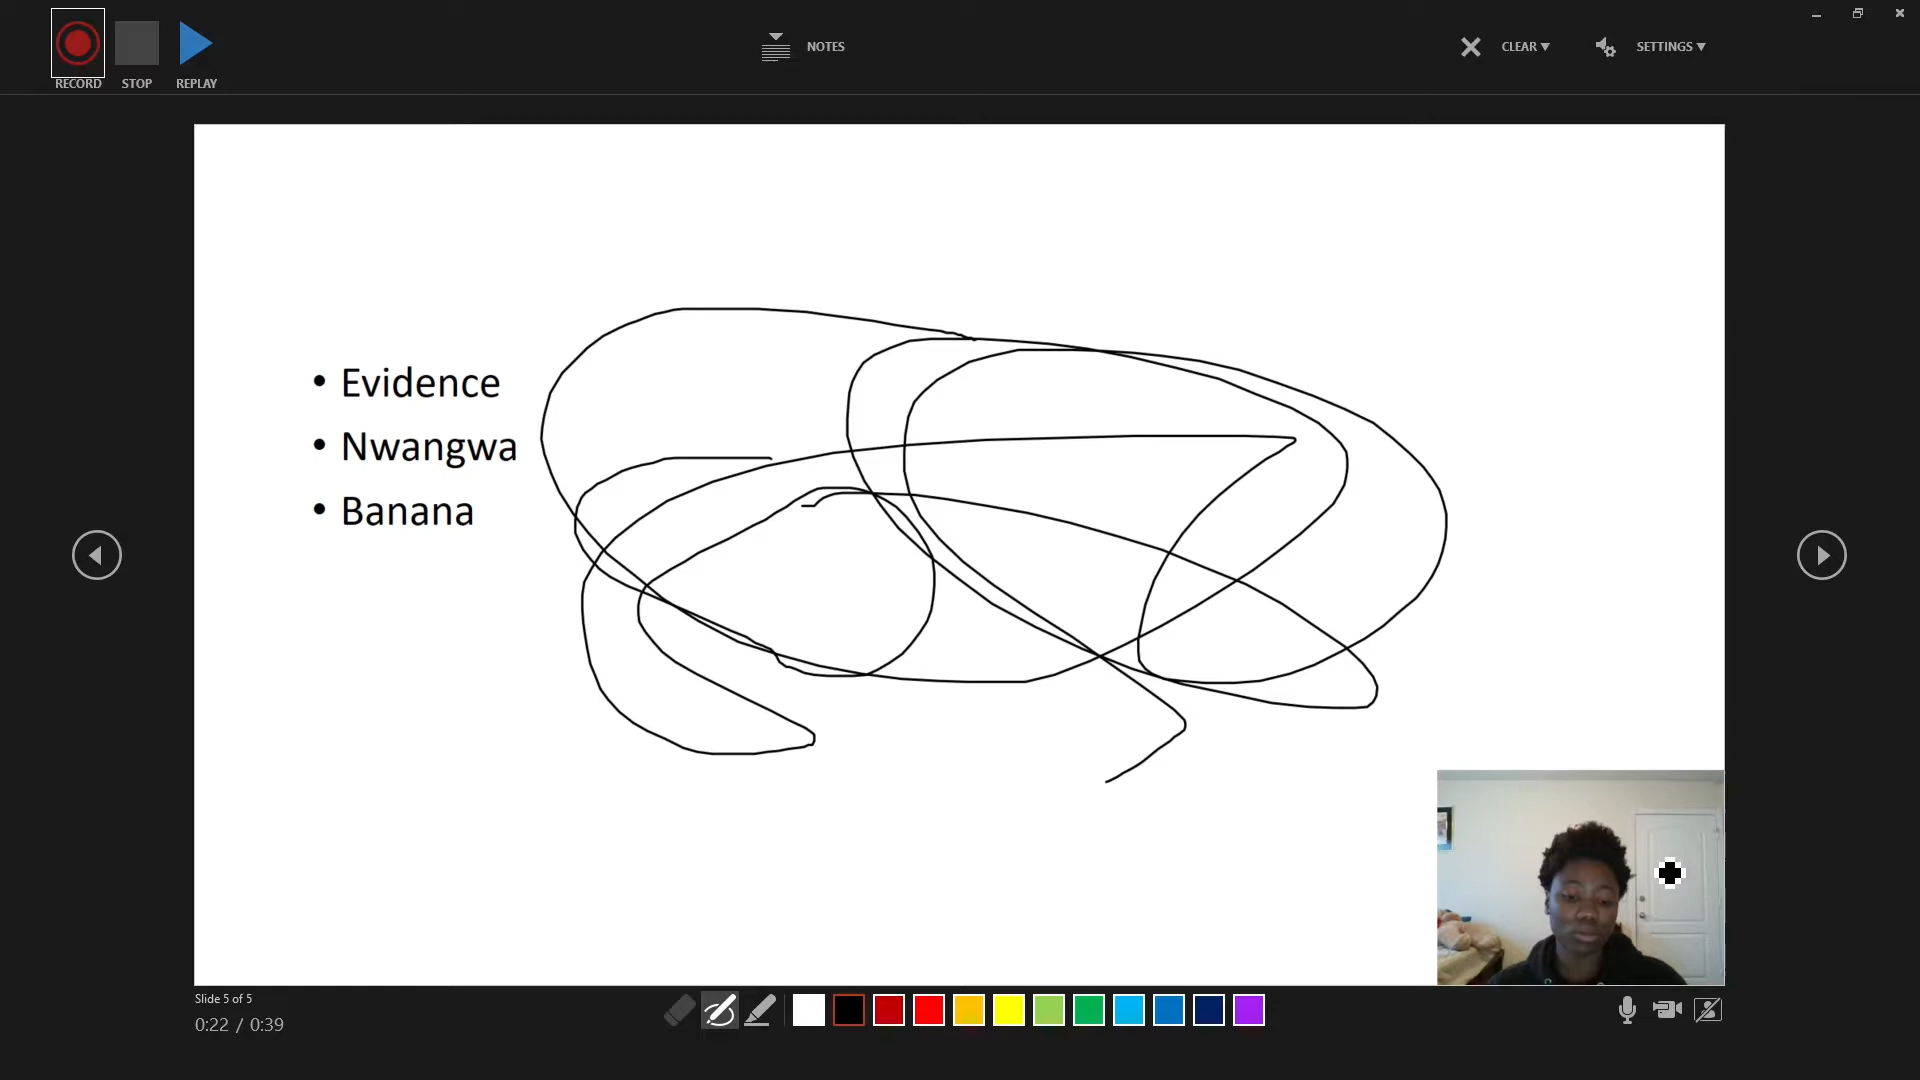 RECORD
STOP
REPLAY
NOTES
CLEAR
SETTINGS
• Evidence
• Nwangwa
• Banana
Slide 5 of 5
0:22 / 0:39